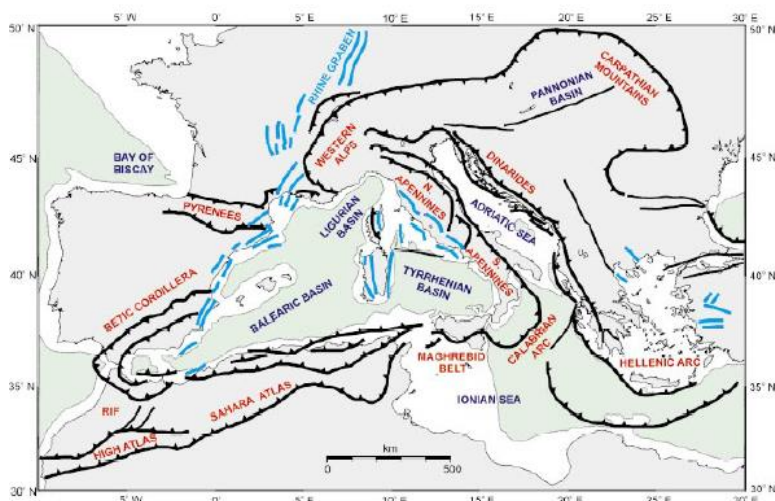 5° W 0° 5° E 10° E 15° E 20° E 25° E 30° E
50° N 50° N
RHINE GRABEN
CARPATHIAN
MOUNTAINS
PANNONIAN
BASIN
WESTERN
ALPS
45° N 45° N
BAY OF
BISCAY
DINARIDES
PYRENEES
LIGURIAN
BASIN
N.
APENNINES
ADRIATIC SEA
40° N 40° N
S.
APENNINES
BETIC CORDILLERA
BALEARIC BASIN
TYRRHENIAN
BASIN
MAGHREBID
BELT
CALABRIAN
ARC
HELLENIC ARC
35° N 35° N
RIF
SAHARA ATLAS
IONIAN SEA
HIGH ATLAS
km
0 500
30° N 30° N
5° W 0° 5° E 10° E 15° E 20° E 25° E